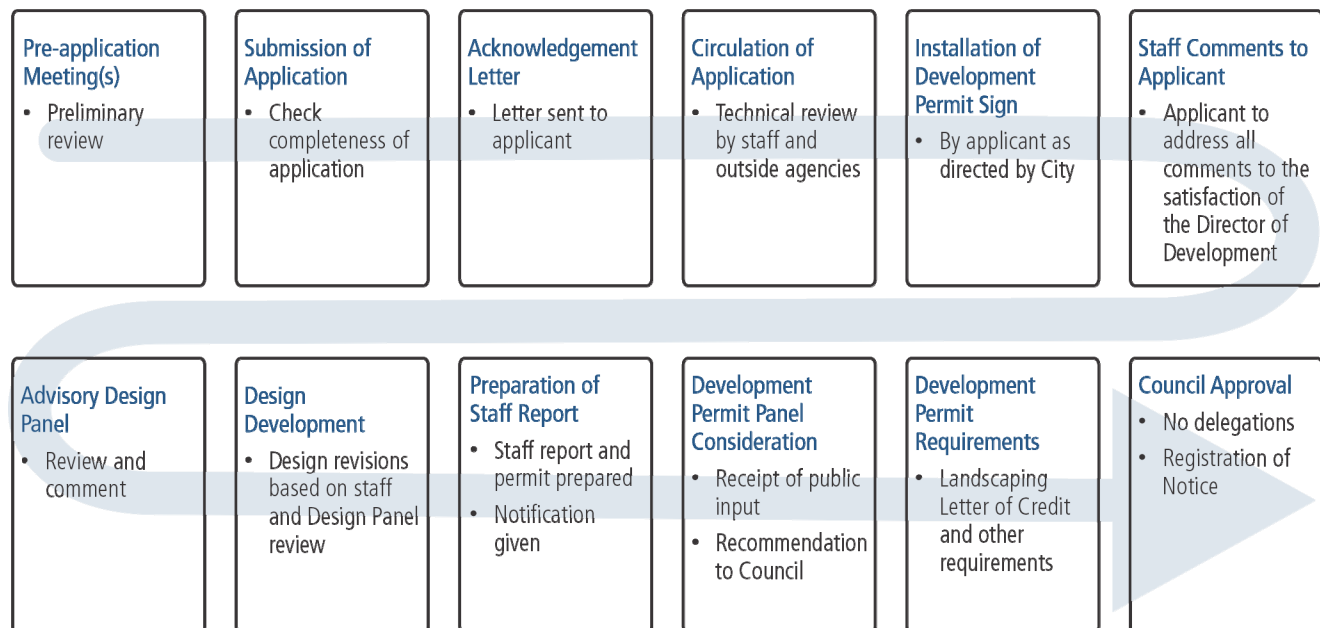 Pre-application
Meeting(s)
• Preliminary
review
Submission of
Application
• Check
completeness of
application
Acknowledgement
Letter
• Letter sent to
applicant
Circulation of
Application
• Technical review
by staff and
outside agencies
Installation of
Development
Permit Sign
• By applicant as
directed by City
Staff Comments to
Applicant
• Applicant to
address all
comments to the
satisfaction of
the Director of
Development
Advisory Design
Panel
• Review and
comment
Design
Development
• Design revisions
based on staff
and Design Panel
review
Preparation of
Staff Report
• Staff report and
permit prepared
• Notification
given
Development
Permit Panel
Consideration
• Receipt of public
input
• Recommendation
to Council
Development
Permit
Requirements
• Landscaping
Letter of Credit
and other
requirements
Council Approval
• No delegations
• Registration of
Notice